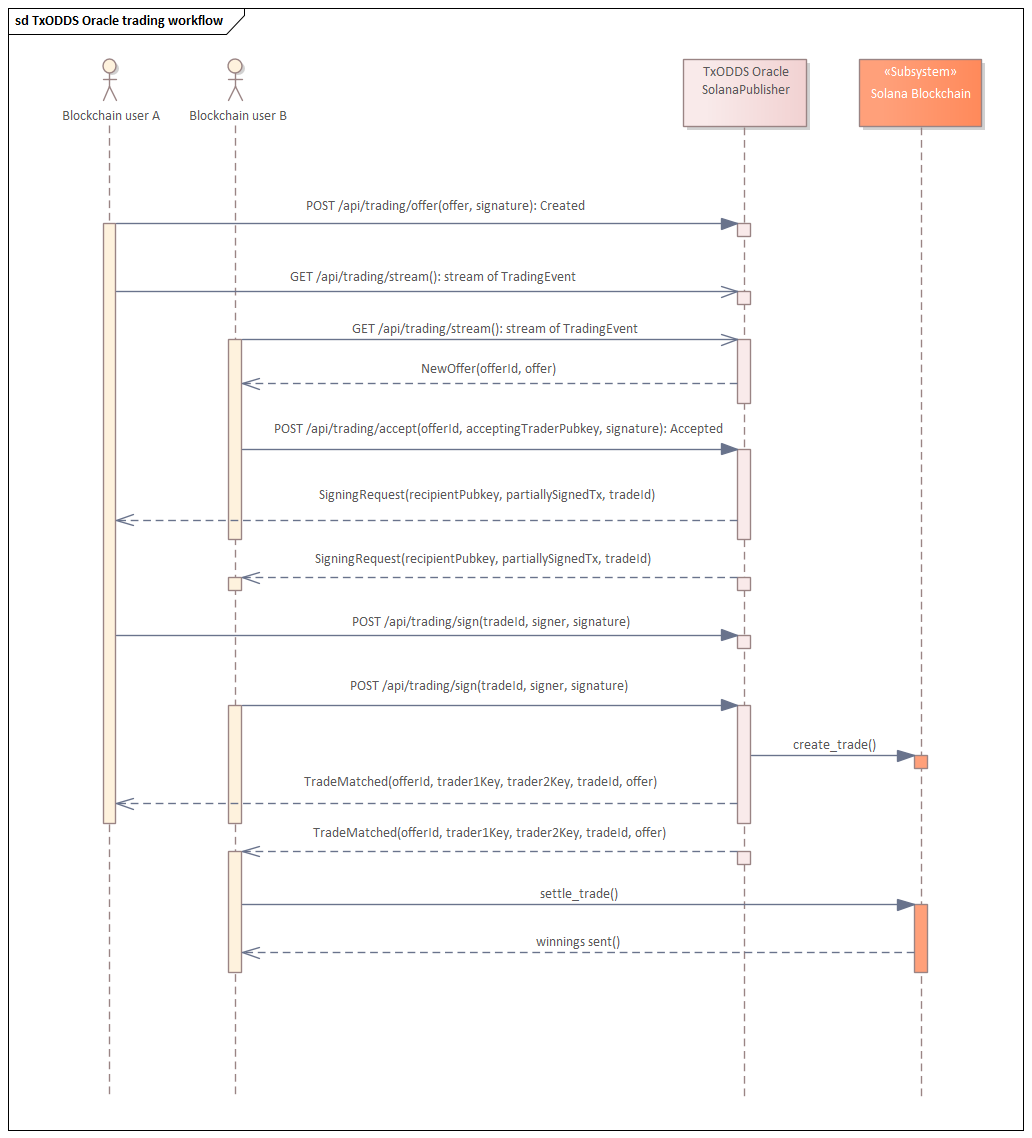 sd TxODDS Oracle trading workflow
Blockchain user A
Blockchain user B
TxODDS Oracle
SolanaPublisher
«Subsystem»
Solana Blockchain
POST /api/trading/offer(offer, signature): Created
GET /api/trading/stream(): stream of TradingEvent
GET /api/trading/stream(): stream of TradingEvent
NewOffer(offerId, offer)
POST /api/trading/accept(offerId, acceptingTraderPubkey, signature): Accepted
SigningRequest(recipientPubkey, partiallySignedTx, tradeId)
SigningRequest(recipientPubkey, partiallySignedTx, tradeId)
POST /api/trading/sign(tradeId, signer, signature)
POST /api/trading/sign(tradeId, signer, signature)
create_trade()
TradeMatched(offerId, trader1Key, trader2Key, tradeId, offer)
TradeMatched(offerId, trader1Key, trader2Key, tradeId, offer)
settle_trade()
winnings sent()